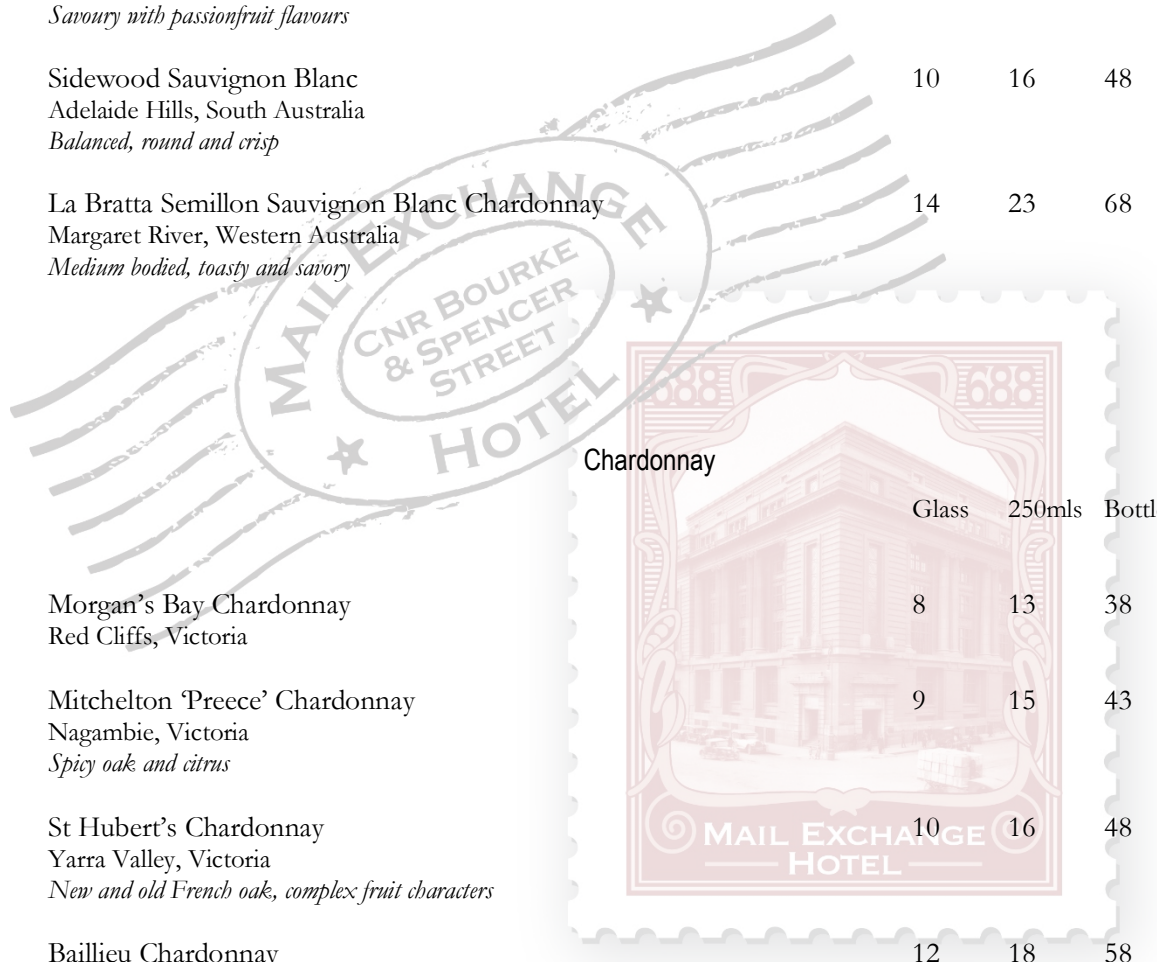 Savoury with passionfruit flavours
Sidewood Sauvignon Blanc 10 16 48
Adelaide Hills, South Australia
Balanced, round and crisp
La Bratta Semillon Sauvignon Blanc Chardonnay 14 23 68
Margaret River, Western Australia
Medium bodied, toasty and savory
MAIL EXCHANGE
CNR BOURKE
& SPENCER
STREET
HOTEL
688 688
Chardonnay
Glass 250mls Bottl
Morgan's Bay Chardonnay 8 13 38
Red Cliffs, Victoria
Mitchelton ‘Preece’ Chardonnay 9 15 43
Nagambie, Victoria
Spicy oak and citrus
St Hubert's Chardonnay 10 16 48
Yarra Valley, Victoria
New and old French oak, complex fruit characters
MAIL EXCHANGE
HOTEL
Baillieu Chardonnay 12 18 58